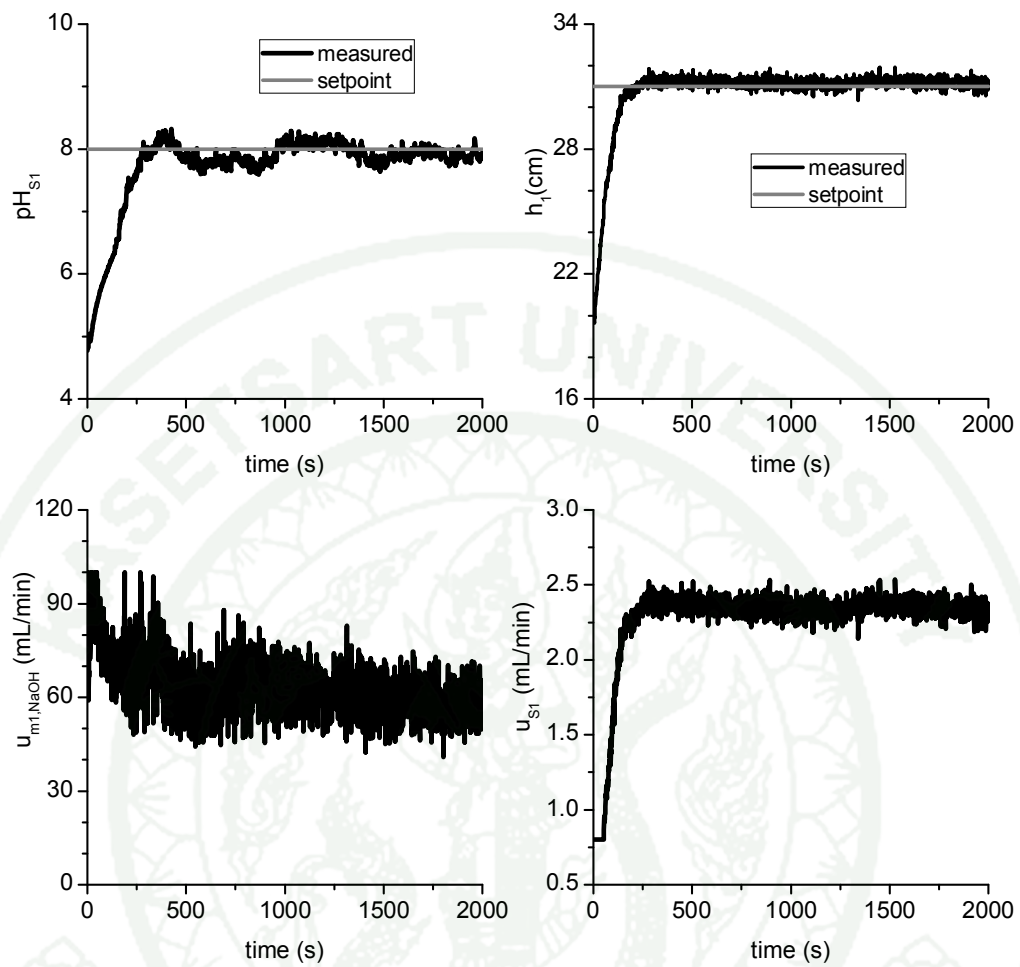 10
8
6
4
pH_S1
measured
setpoint
0 500 1000 1500 2000
time (s)
34
28
22
16
h_1(cm)
measured
setpoint
0 500 1000 1500 2000
time (s)
120
90
60
30
0
u_m1,NaOH (mL/min)
0 500 1000 1500 2000
time (s)
3.0
2.5
2.0
1.5
1.0
0.5
u_S1 (mL/min)
0 500 1000 1500 2000
time (s)
KASETSART UNIVERSITY